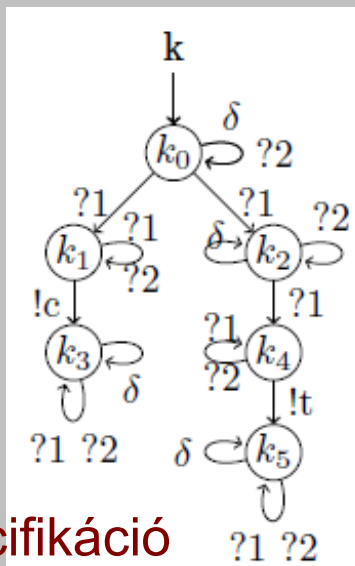 k
δ
k₀ ?2
?1 ?1
?1 ?2
k₁ δ k₂
?2
!c ?1
?1
k₃ k₄
δ ?2
!t
?1 ?2 δ k₅
cifikáció ?1 ?2